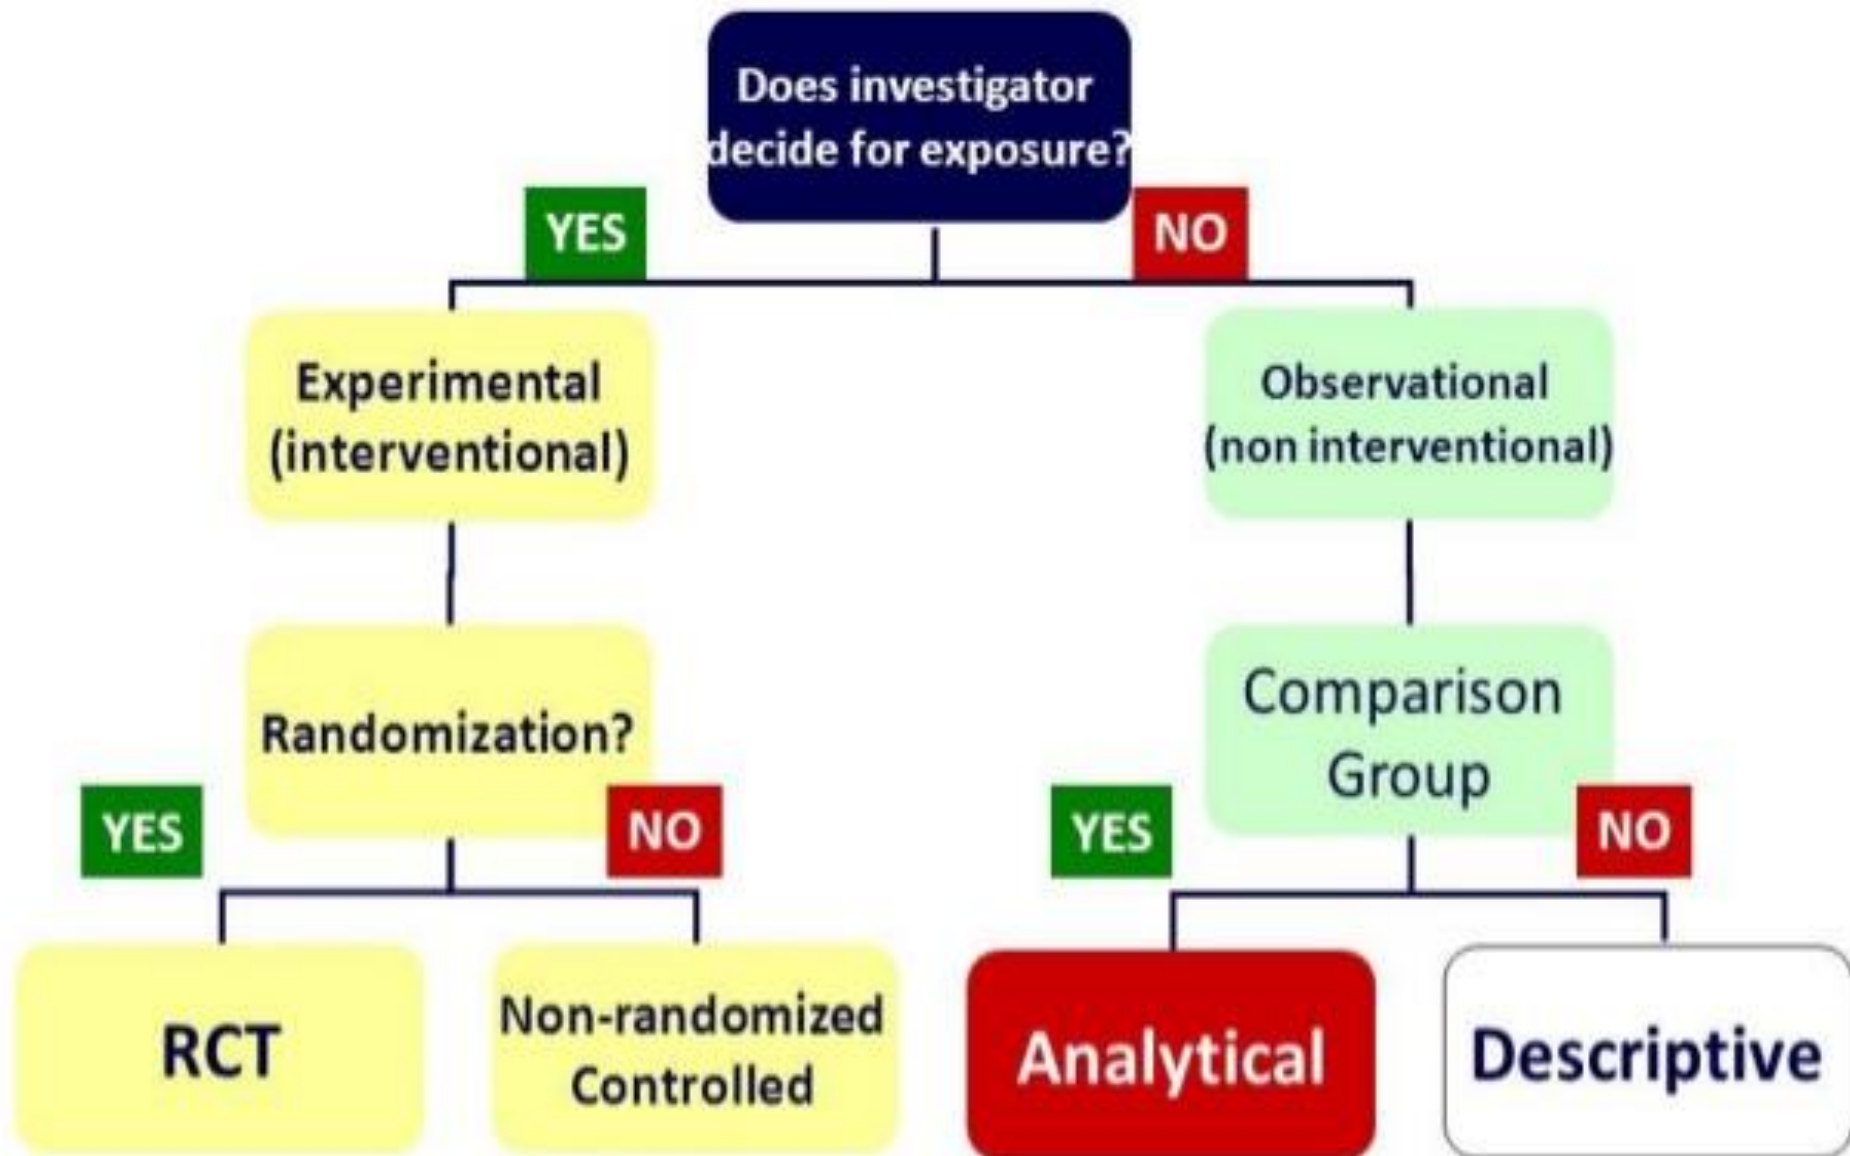 Does investigator
decide for exposure?
YES
NO
Experimental
(interventional)
Observational
(non interventional)
Randomization?
Comparison
Group
YES
NO
YES
NO
RCT
Non-randomized
Controlled
Analytical
Descriptive